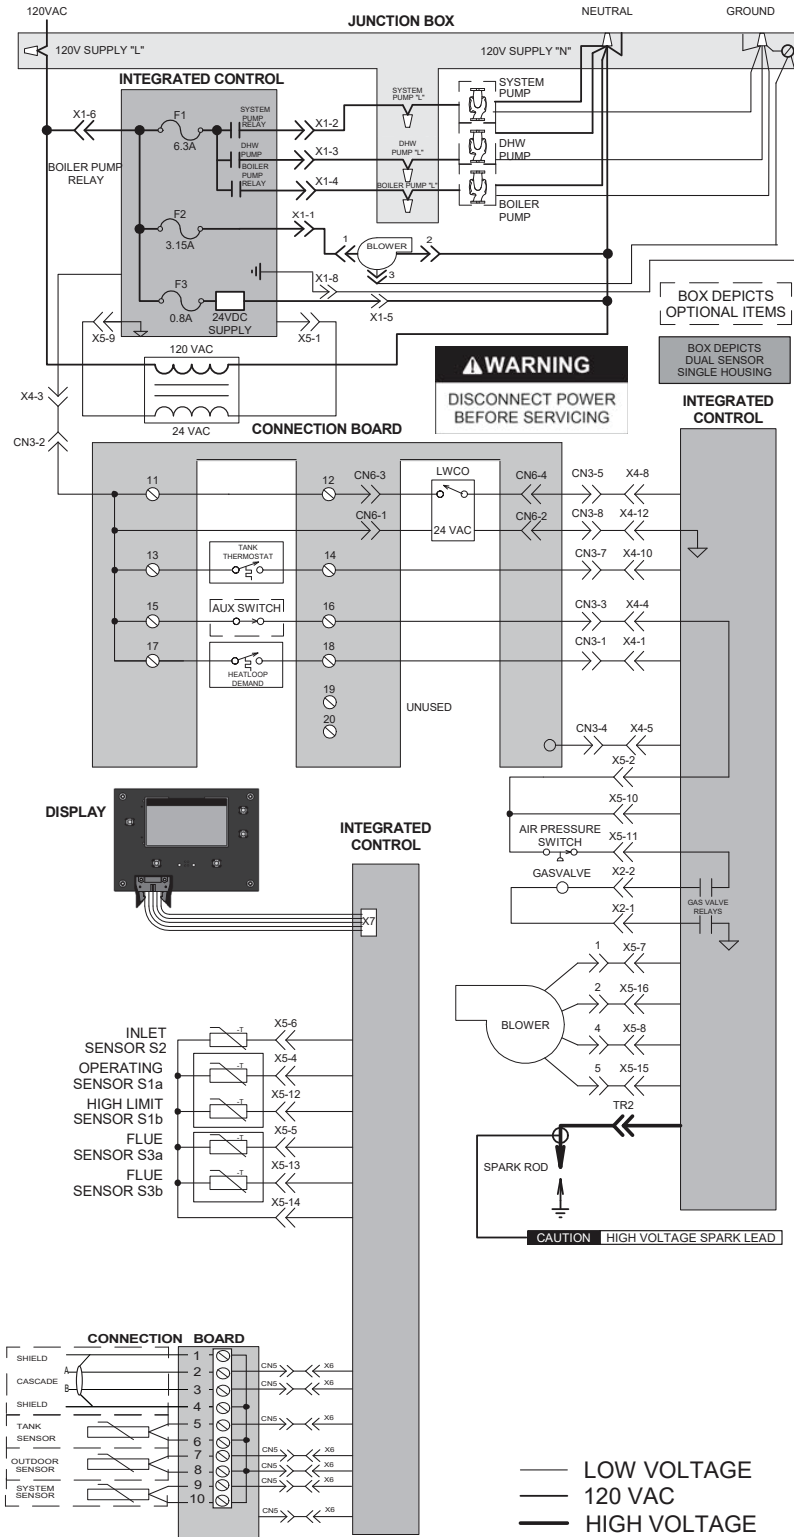 120VAC
NEUTRAL
GROUND
JUNCTION BOX
120V SUPPLY "L"
120V SUPPLY "N"
INTEGRATED CONTROL
SYSTEM
PUMP "L"
SYSTEM
PUMP
X1-6
F1
6.3A
SYSTEM
PUMP
RELAY
X1-2
DHW
PUMP
X1-3
DHW
PUMP "L"
DHW
PUMP
BOILER PUMP
RELAY
BOILER
PUMP
RELAY
X1-4
BOILER PUMP "L"
BOILER
PUMP
X1-1
F2
3.15A
1
BLOWER
2
3
X1-8
F3
0.8A
24VDC
SUPPLY
X1-5
BOX DEPICTS
OPTIONAL ITEMS
X5-9
X5-1
120 VAC
24 VAC
BOX DEPICTS
DUAL SENSOR
SINGLE HOUSING
WARNING
DISCONNECT POWER
BEFORE SERVICING
X4-3
CN3-2
CONNECTION BOARD
INTEGRATED
CONTROL
11
12
CN6-3
LWCO
CN6-4
CN3-5
X4-8
CN6-1
24 VAC
CN6-2
CN3-8
X4-12
13
TANK
THERMOSTAT
14
CN3-7
X4-10
15
AUX SWITCH
16
CN3-3
X4-4
17
HEATLOOP
DEMAND
18
CN3-1
X4-1
19
20
UNUSED
CN3-4
X4-5
X5-2
X5-10
AIR PRESSURE
SWITCH
X5-11
GASVALVE
X2-2
GAS VALVE
RELAYS
X2-1
DISPLAY
INTEGRATED
CONTROL
X7
BLOWER
1
X5-7
2
X5-16
4
X5-8
5
X5-15
TR2
SPARK ROD
CAUTION
HIGH VOLTAGE SPARK LEAD
INLET
SENSOR S2
X5-6
OPERATING
SENSOR S1a
X5-4
HIGH LIMIT
SENSOR S1b
X5-12
FLUE
SENSOR S3a
X5-5
FLUE
SENSOR S3b
X5-13
X5-14
-T
-T
-T
-T
-T
CONNECTION BOARD
SHIELD
1
A
2
CN5
X6
CASCADE
B
3
CN5
X6
SHIELD
4
TANK
SENSOR
5
CN5
X6
6
OUTDOOR
SENSOR
7
CN5
X6
8
CN5
X6
SYSTEM
SENSOR
9
CN5
X6
10
CN5
X6
LOW VOLTAGE
120 VAC
HIGH VOLTAGE